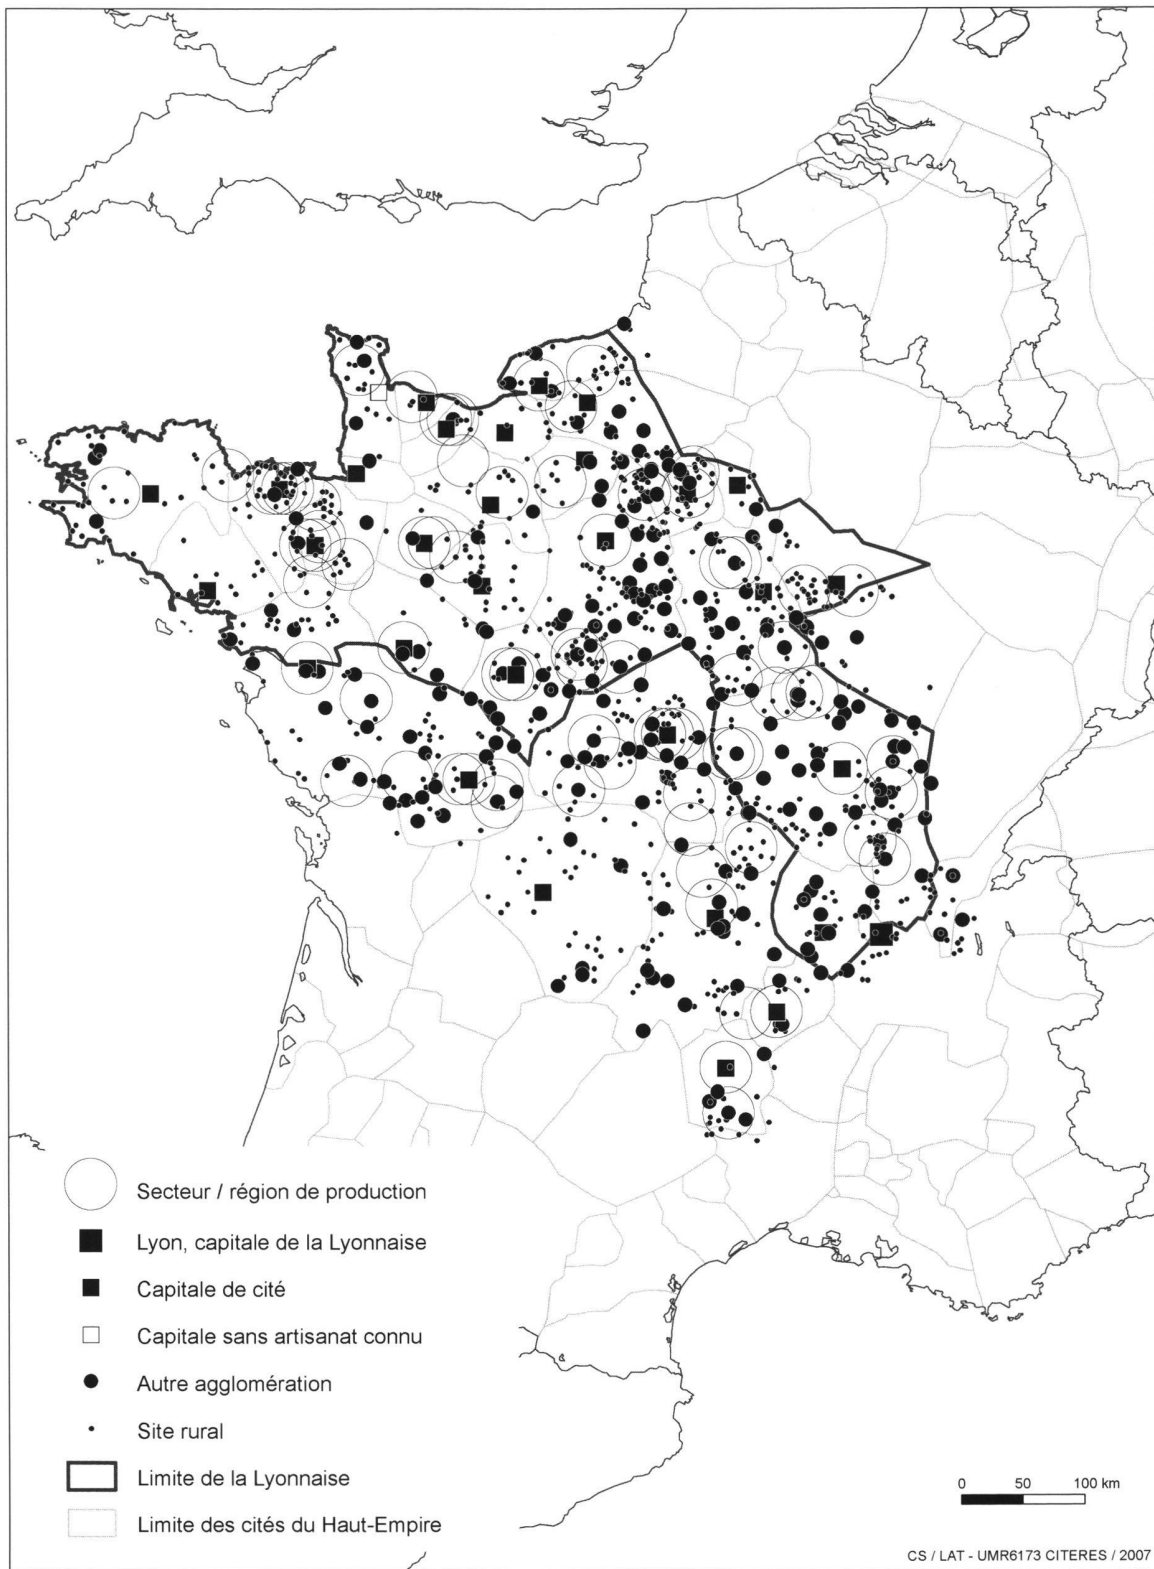 Secteur / région de production
Lyon, capitale de la Lyonnaise
Capitale de cité
Capitale sans artisanat connu
Autre agglomération
Site rural
Limite de la Lyonnaise
Limite des cités du Haut-Empire
0 50 100 km
CS / LAT - UMR6173 CITERES / 2007